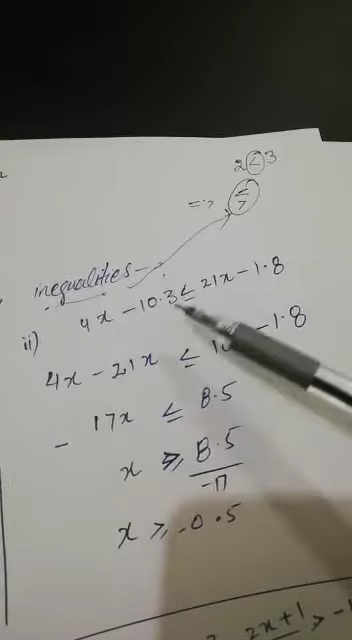 2 < 3
=> ≤ >
inequalities
ii) 4x - 10.3 ≤ 21x - 1.8
4x - 21x ≤ - 1.8
- 17x ≤ 8.5
x ≥ 8.5
-17
x ≥ -0.5
2x+1 > -1